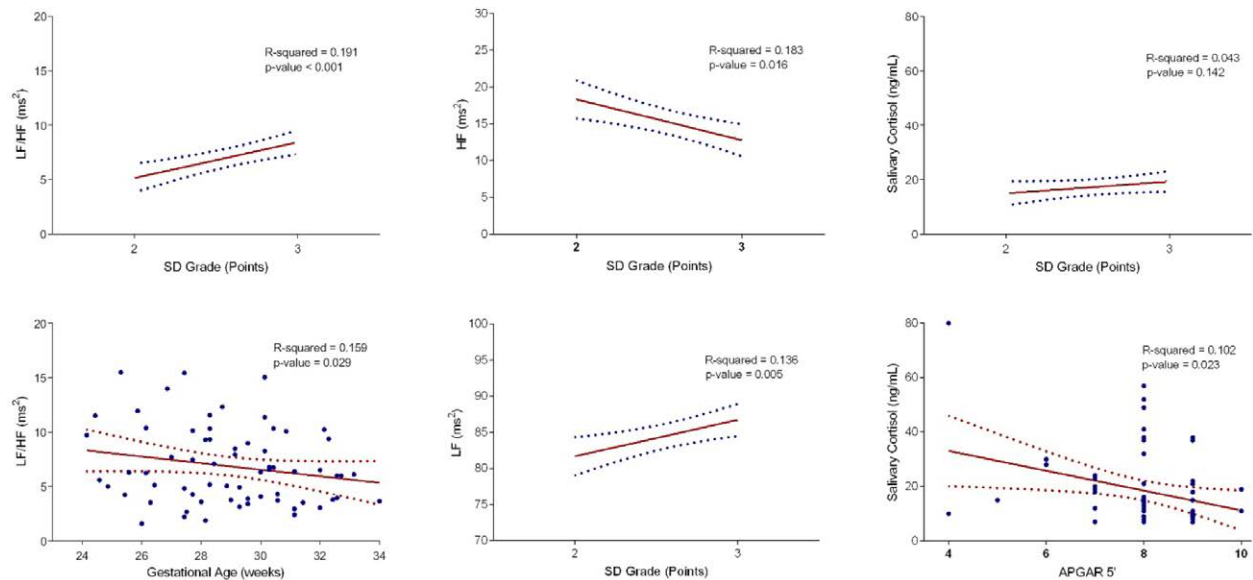 20
15
10
5
0
LF/HF (ms²)
R-squared = 0.191
p-value < 0.001
2
3
SD Grade (Points)
30
25
20
15
10
5
0
HF (ms²)
R-squared = 0.183
p-value = 0.016
2
3
SD Grade (Points)
80
60
40
20
0
Salivary Cortisol (ng/mL)
R-squared = 0.043
p-value = 0.142
2
3
SD Grade (Points)
20
15
10
5
0
LF/HF (ms²)
R-squared = 0.159
p-value = 0.029
24
26
28
30
32
34
Gestational Age (weeks)
100
95
90
85
80
75
70
LF (ms²)
R-squared = 0.136
p-value = 0.005
2
3
SD Grade (Points)
80
60
40
20
0
Salivary Cortisol (ng/mL)
R-squared = 0.102
p-value = 0.023
4
6
8
10
APGAR 5'